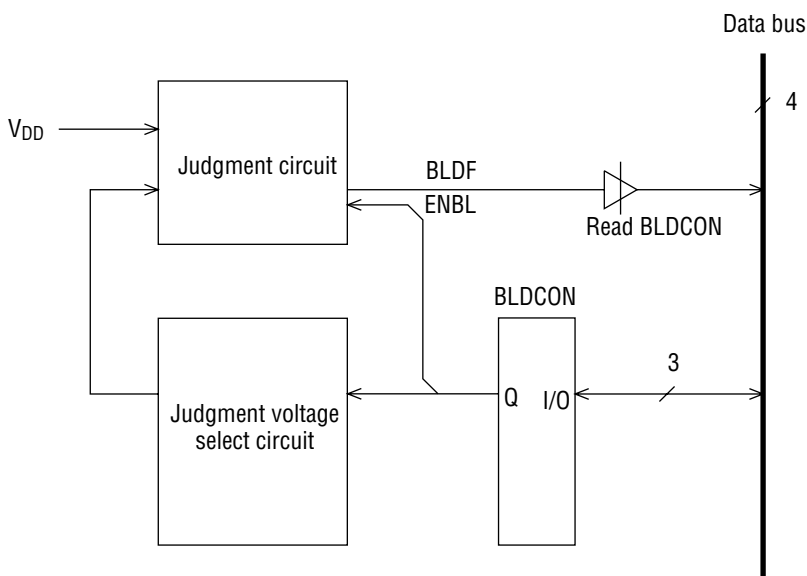 Data bus
4
VDD
Judgment circuit
BLDF
ENBL
Read BLDCON
BLDCON
3
Q
I/O
Judgment voltage
select circuit